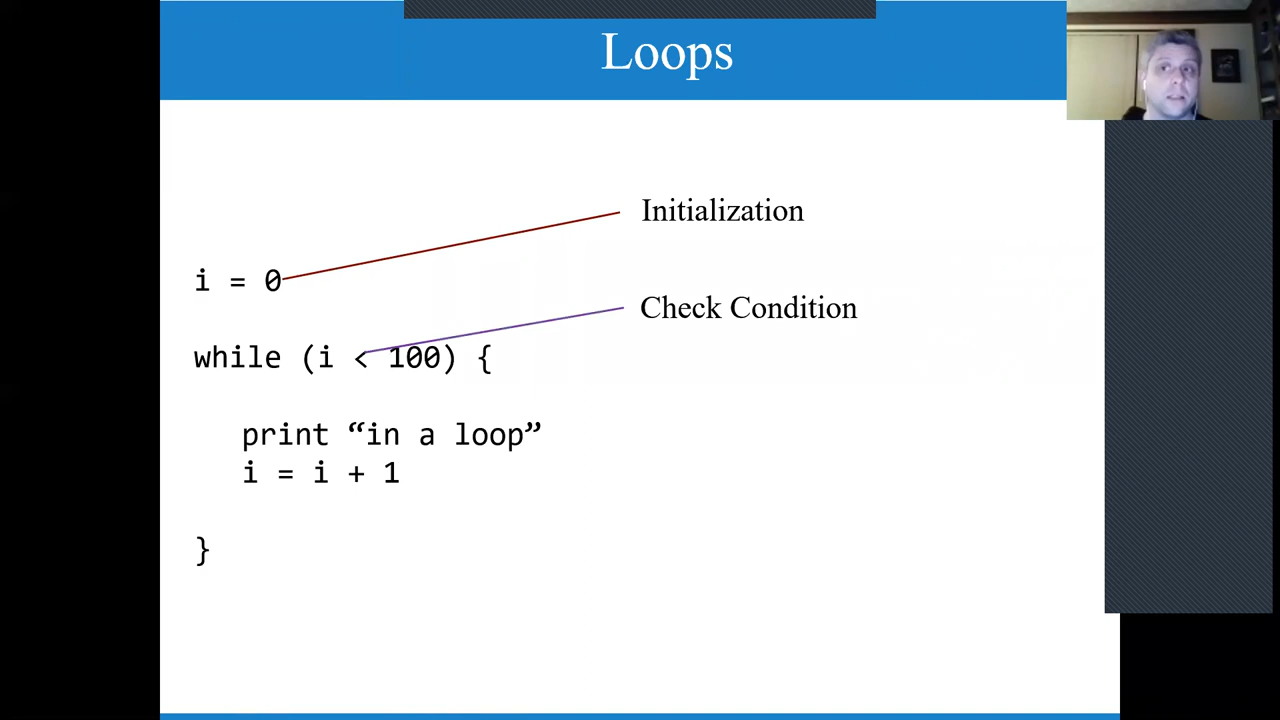 Loops
Initialization
i = 0
Check Condition
while (i < 100) {
print “in a loop”
i = i + 1
}